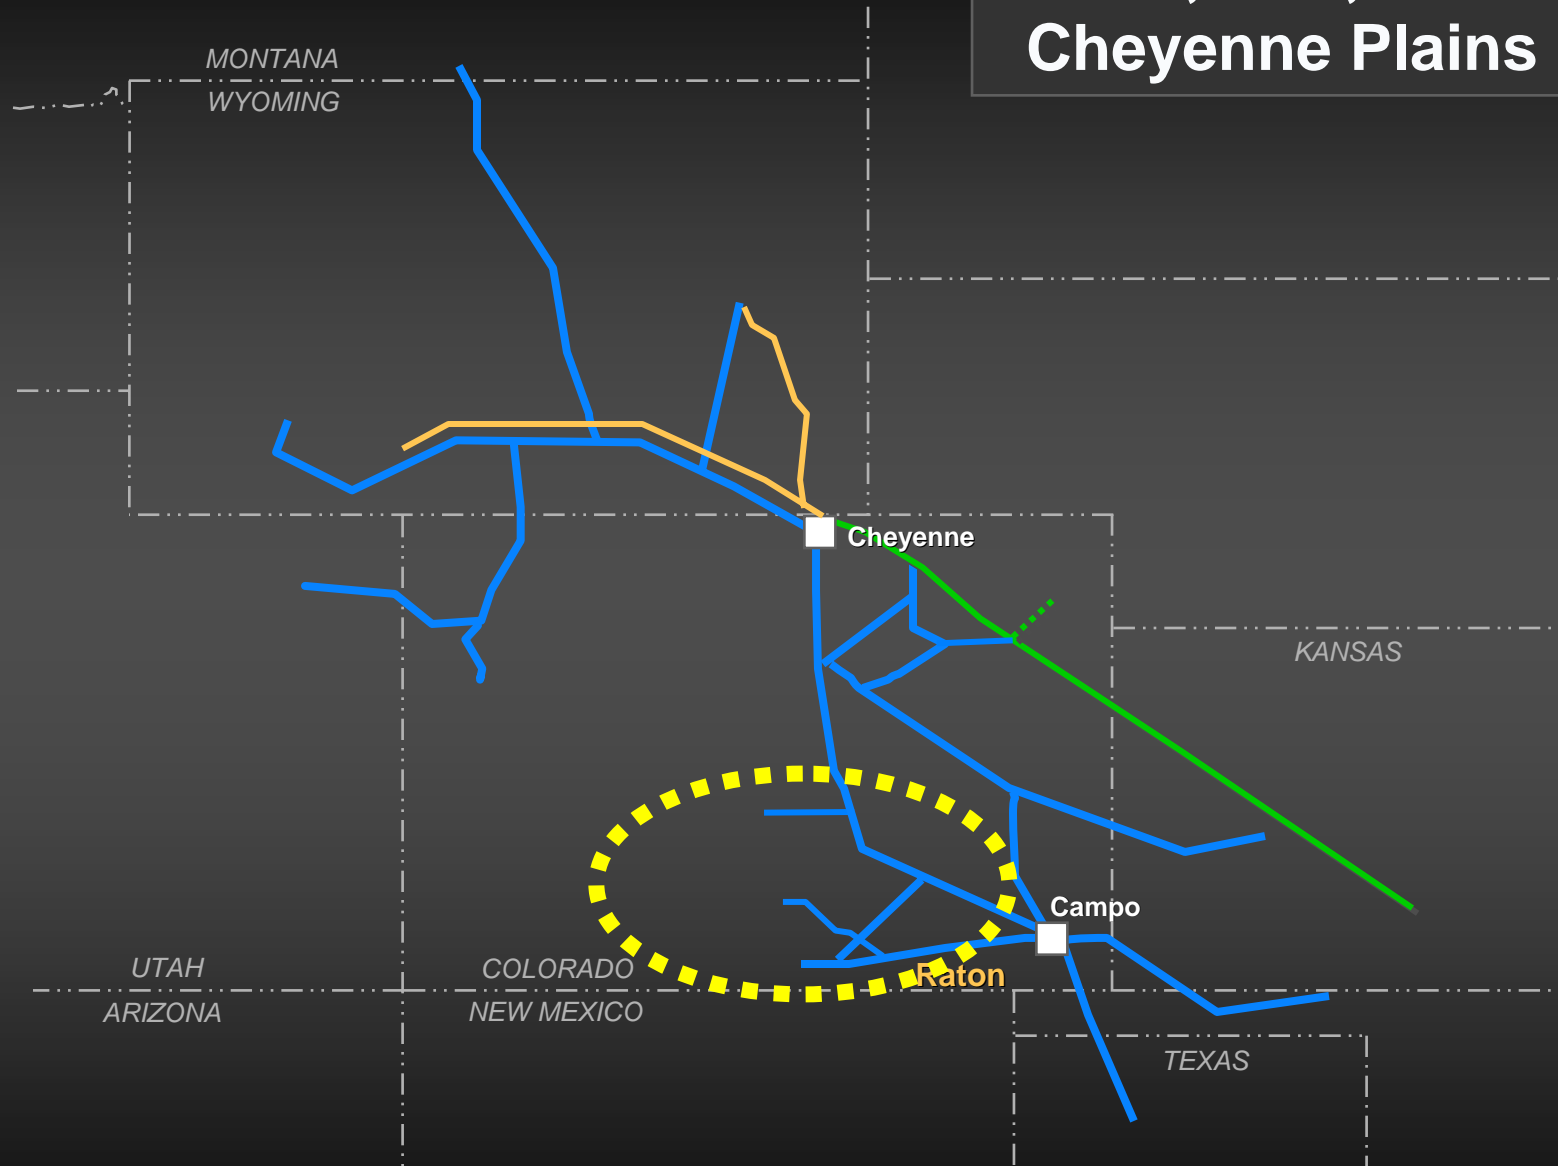 Cheyenne Plains
MONTANA
WYOMING
Cheyenne
KANSAS
Campo
UTAH
COLORADO
Raton
ARIZONA
NEW MEXICO
TEXAS